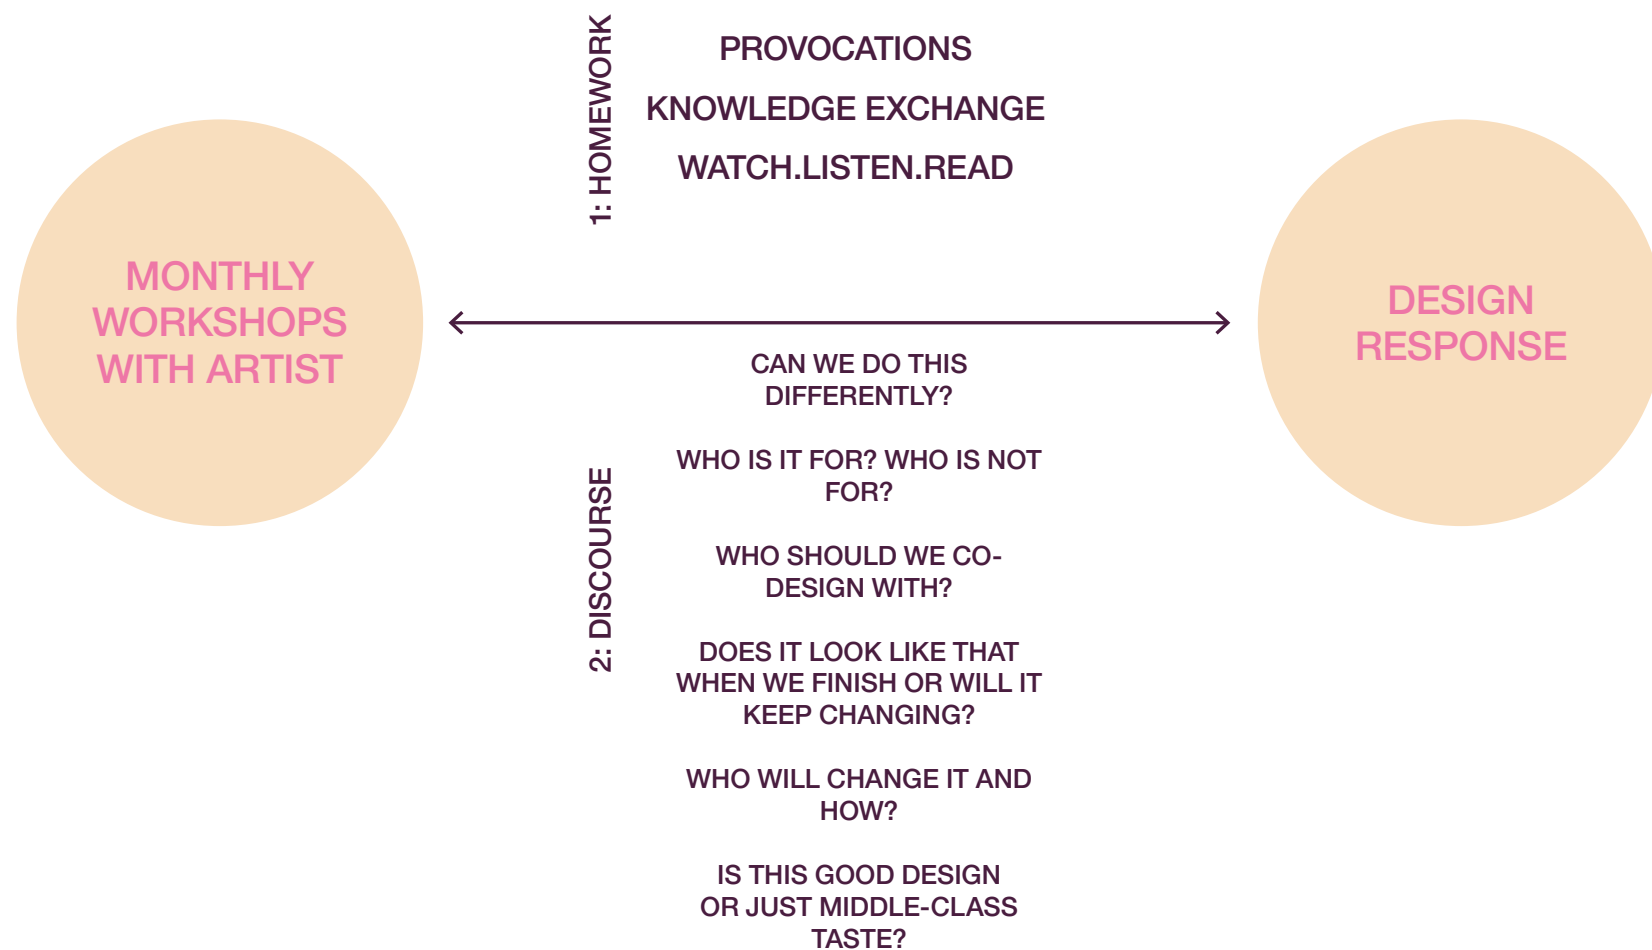 MONTHLY
WORKSHOPS
WITH ARTIST
1: HOMEWORK
PROVOCATIONS
KNOWLEDGE EXCHANGE
WATCH.LISTEN.READ
2: DISCOURSE
CAN WE DO THIS
DIFFERENTLY?
WHO IS IT FOR? WHO IS NOT
FOR?
WHO SHOULD WE CO-
DESIGN WITH?
DOES IT LOOK LIKE THAT
WHEN WE FINISH OR WILL IT
KEEP CHANGING?
WHO WILL CHANGE IT AND
HOW?
IS THIS GOOD DESIGN
OR JUST MIDDLE-CLASS
TASTE?
DESIGN
RESPONSE